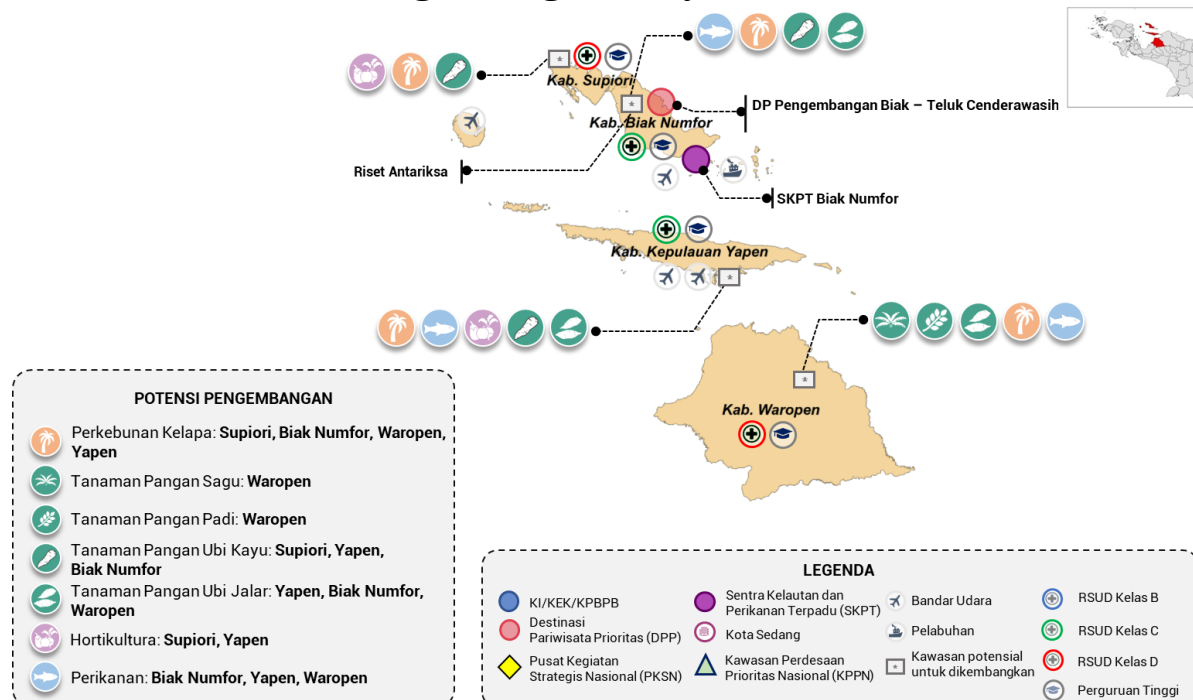 Kab. Supiori
DP Pengembangan Biak – Teluk Cenderawasih
Kab. Biak Numfor
Riset Antariksa
SKPT Biak Numfor
Kab. Kepulauan Yapen
Kab. Waropen
POTENSI PENGEMBANGAN
Perkebunan Kelapa: Supiori, Biak Numfor, Waropen,
Yapen
Tanaman Pangan Sagu: Waropen
Tanaman Pangan Padi: Waropen
Tanaman Pangan Ubi Kayu: Supiori, Yapen,
Biak Numfor
Tanaman Pangan Ubi Jalar: Yapen, Biak Numfor,
Waropen
Hortikultura: Supiori, Yapen
Perikanan: Biak Numfor, Yapen, Waropen
LEGENDA
KI/KEK/KPBPB
Destinasi
Pariwisata Prioritas (DPP)
Pusat Kegiatan
Strategis Nasional (PKSN)
Sentra Kelautan dan
Perikanan Terpadu (SKPT)
Kota Sedang
Kawasan Perdesaan
Prioritas Nasional (KPPN)
Bandar Udara
Pelabuhan
Kawasan potensial
untuk dikembangkan
RSUD Kelas B
RSUD Kelas C
RSUD Kelas D
Perguruan Tinggi